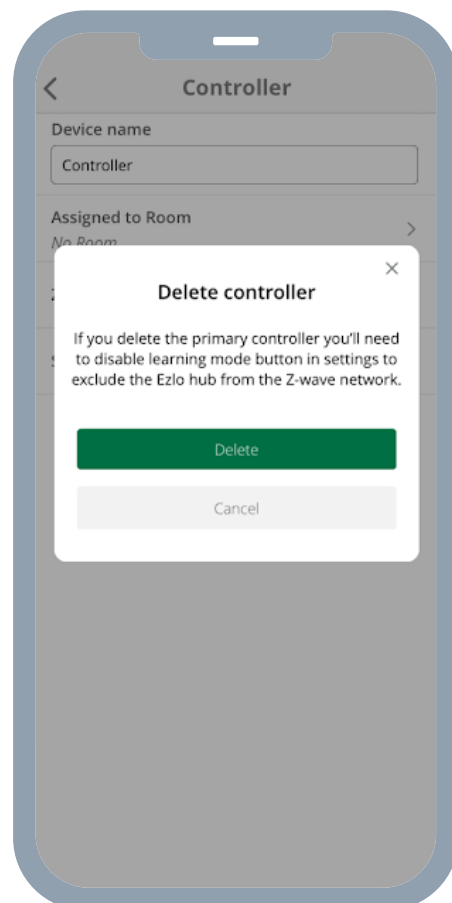 Controller
Device name
Controller
Assigned to Room
No Room
Delete controller
If you delete the primary controller you'll need
to disable learning mode button in settings to
exclude the Ezlo hub from the Z-wave network.
Delete
Cancel